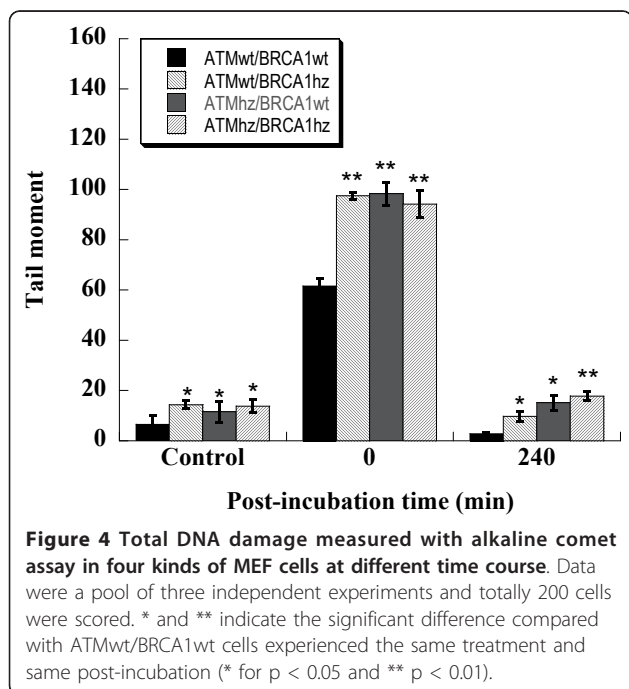 160
140
120
100
80
60
40
20
0
Tail moment
ATMwt/BRCA1wt
ATMwt/BRCA1hz
ATMhz/BRCA1wt
ATMhz/BRCA1hz
* * *
** ** **
* * **
Control 0 240
Post-incubation time (min)
Figure 4 Total DNA damage measured with alkaline comet
assay in four kinds of MEF cells at different time course. Data
were a pool of three independent experiments and totally 200 cells
were scored. * and ** indicate the significant difference compared
with ATMwt/BRCA1wt cells experienced the same treatment and
same post-incubation (* for p < 0.05 and ** p < 0.01).